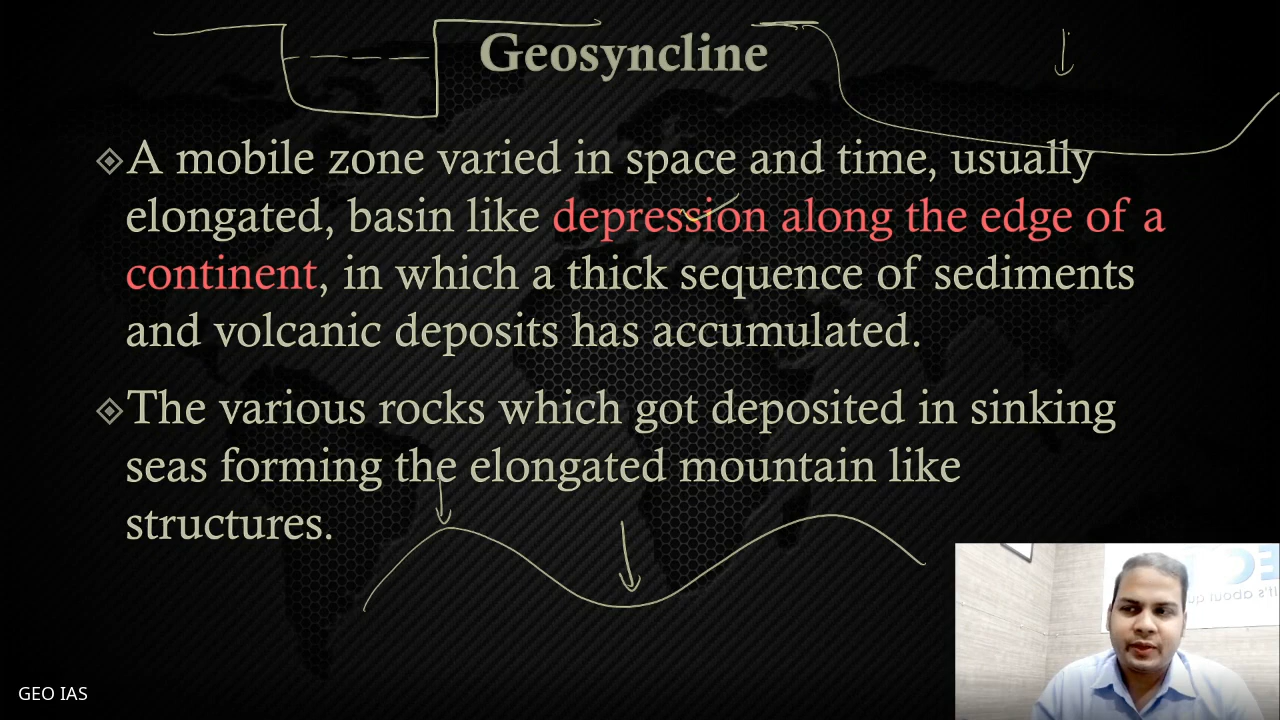 Geosyncline
A mobile zone varied in space and time, usually
elongated, basin like depression along the edge of a
continent, in which a thick sequence of sediments
and volcanic deposits has accumulated.
The various rocks which got deposited in sinking
seas forming the elongated mountain like
structures.
GEO IAS